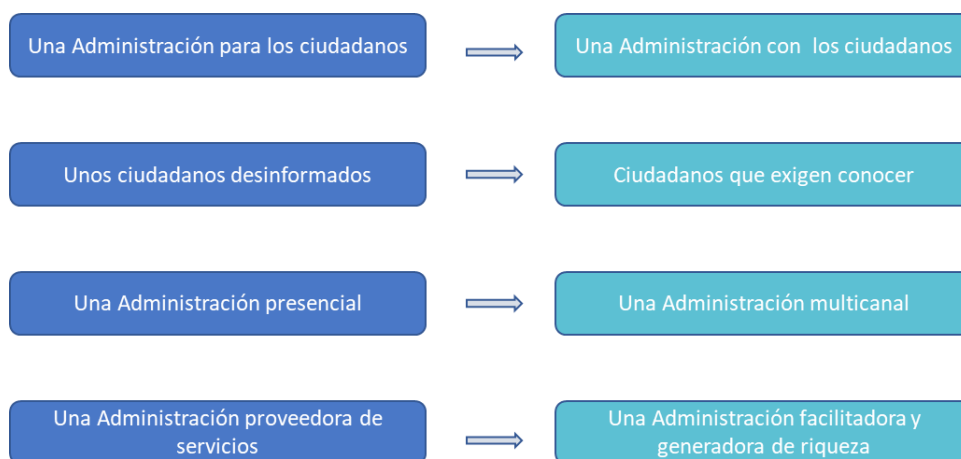 Una Administración para los ciudadanos
Una Administración con los ciudadanos
Unos ciudadanos desinformados
Ciudadanos que exigen conocer
Una Administración presencial
Una Administración multicanal
Una Administración proveedora de
servicios
Una Administración facilitadora y
generadora de riqueza